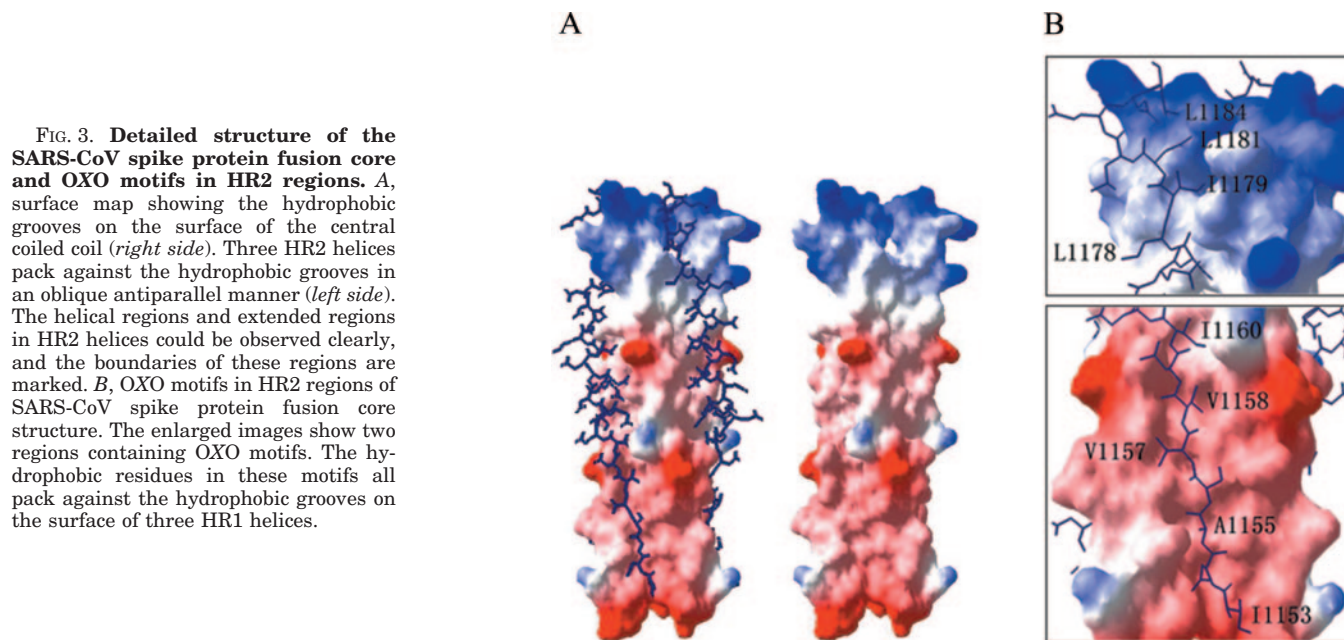 FIG. 3. Detailed structure of the
SARS-CoV spike protein fusion core
and OXO motifs in HR2 regions. A,
surface map showing the hydrophobic
grooves on the surface of the central
coiled coil (right side). Three HR2 helices
pack against the hydrophobic grooves in
an oblique antiparallel manner (left side).
The helical regions and extended regions
in HR2 helices could be observed clearly,
and the boundaries of these regions are
marked. B, OXO motifs in HR2 regions of
SARS-CoV spike protein fusion core
structure. The enlarged images show two
regions containing OXO motifs. The hy-
drophobic residues in these motifs all
pack against the hydrophobic grooves on
the surface of three HR1 helices.
A
B
L1184
L1181
I1179
L1178
I1160
V1158
V1157
A1155
I1153